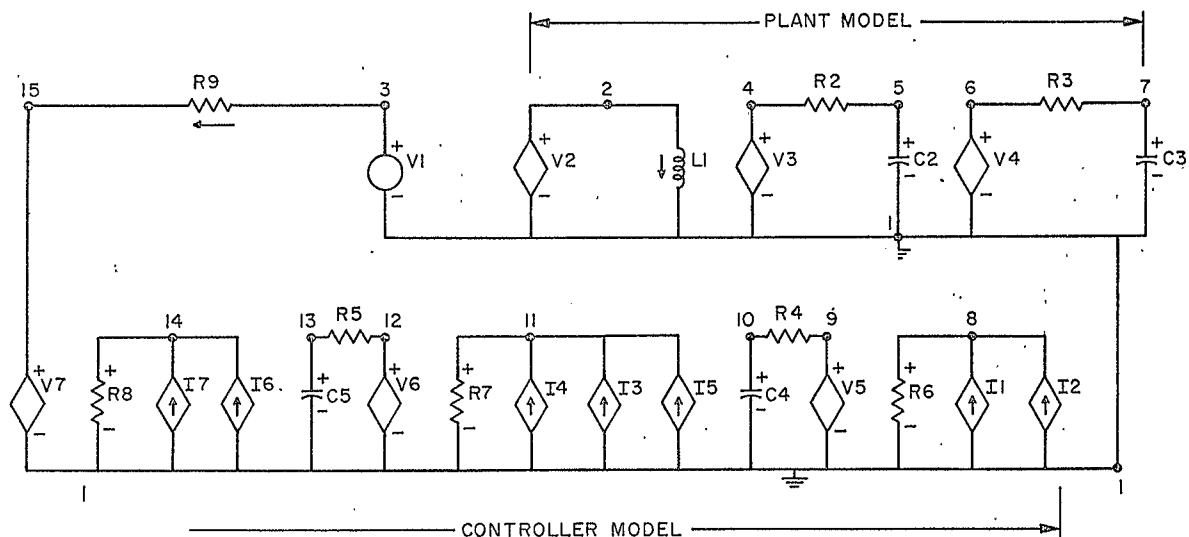 PLANT MODEL
15 R9 3 2 4 R2 5 6 R3 7
+ V1 - + V2 - L1 + V3 - + C2 - + V4 - + C3 -
1
14 13 R5 12 11 10 R4 9 8
+ V7 - + R8 - I7 I6 + C5 - + V6 - + R7 - I4 I3 I5 + C4 - + V5 - + R6 - I1 I2
1 1
CONTROLLER MODEL